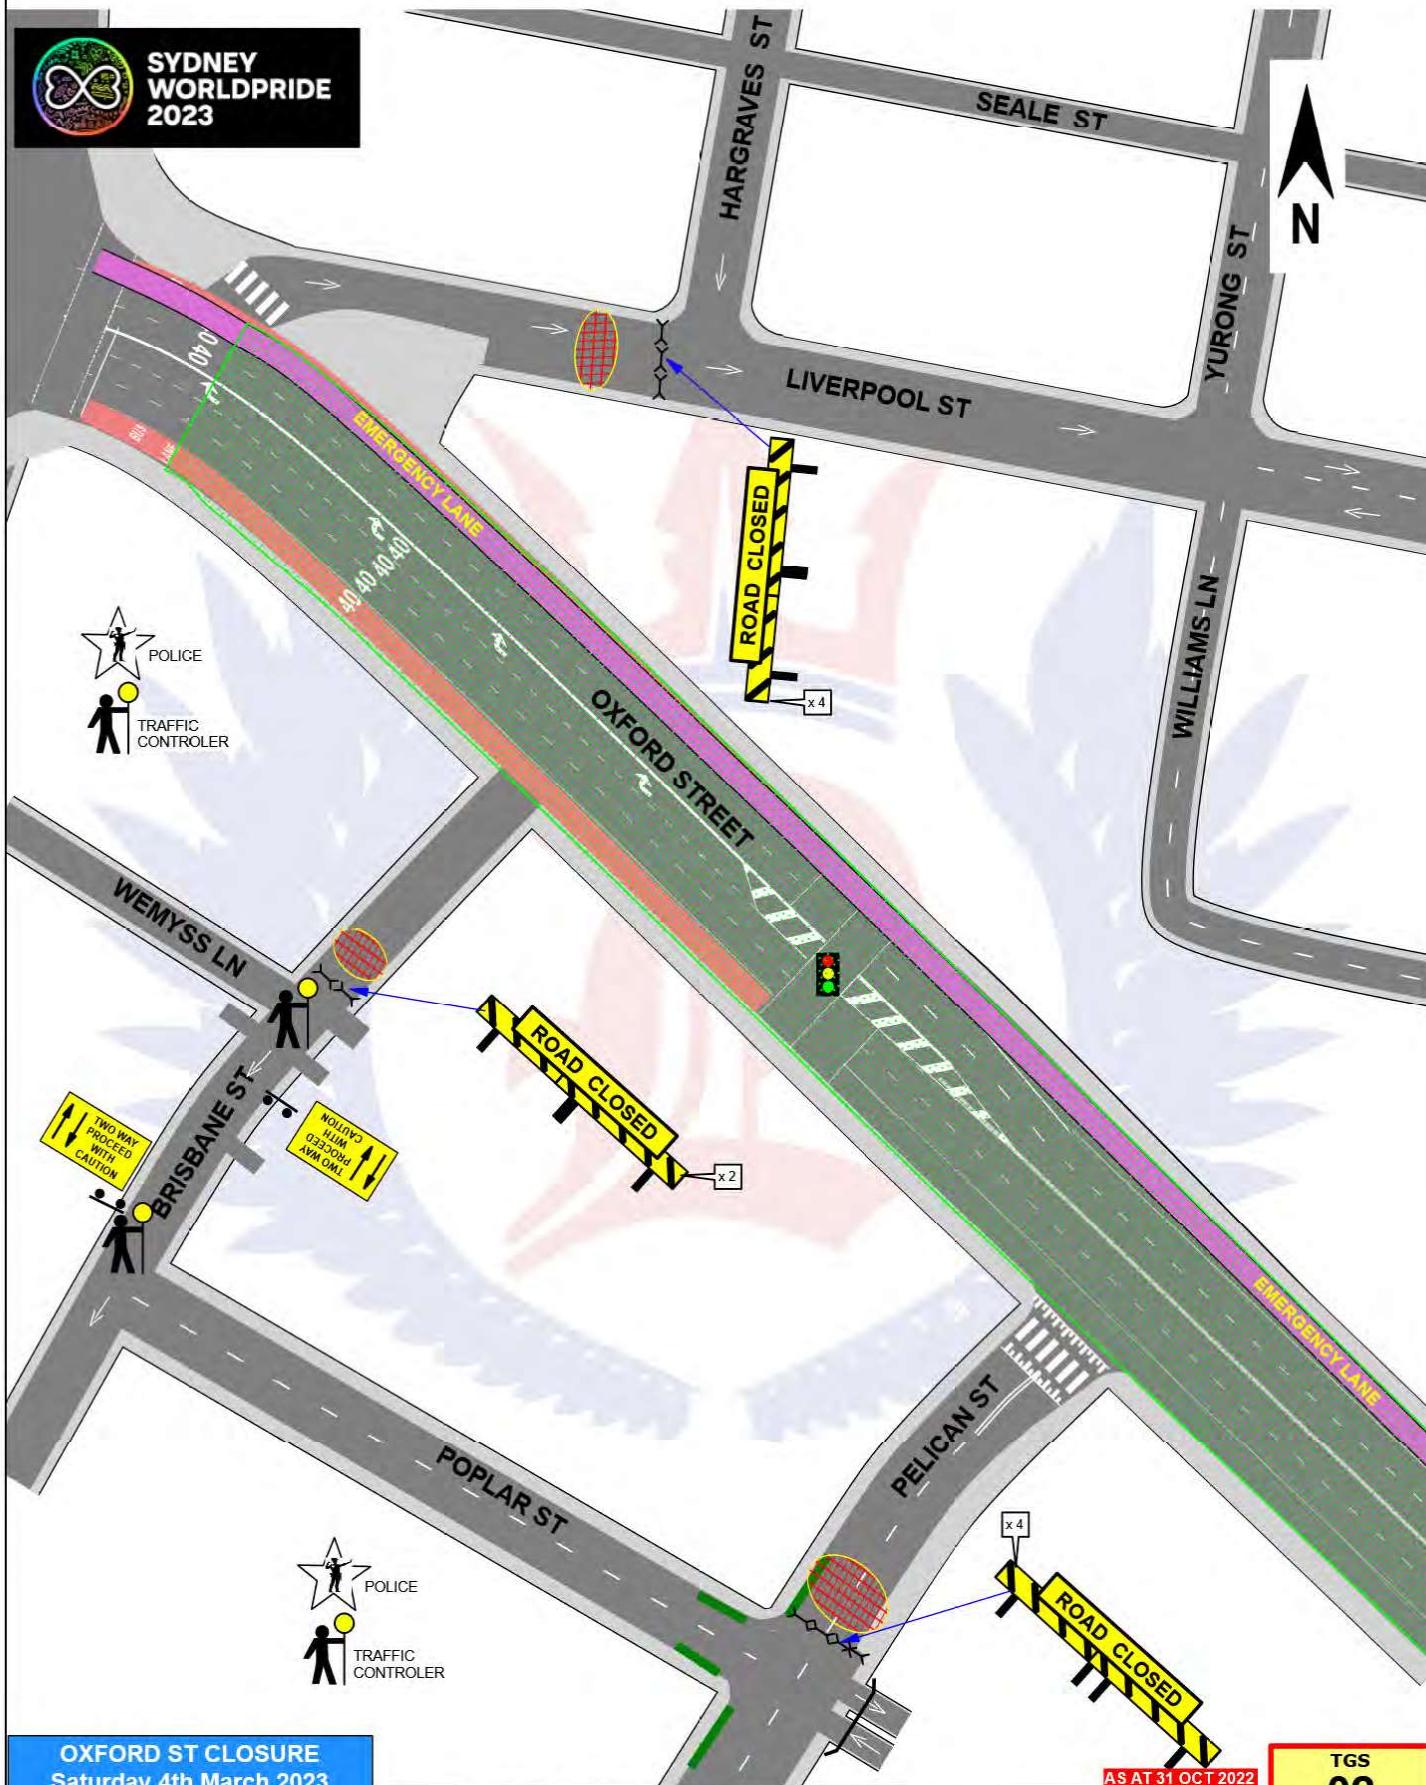 SYDNEY
WORLDPRIDE
2023
HARGRAVES ST
SEALE ST
N
YURONG ST
LIVERPOOL ST
40
BUS
LANE
EMERGENCY LANE
ROAD CLOSED
x 4
40 40 40 40
POLICE
TRAFFIC
CONTROLER
OXFORD STREET
WILLIAMS LN
WEMYSS LN
ROAD CLOSED
x 2
BRISBANE ST
TWO WAY
PROCEED
WITH
CAUTION
TWO WAY
PROCEED
WITH
CAUTION
EMERGENCY LANE
PELICAN ST
POPLAR ST
x 4
ROAD CLOSED
POLICE
TRAFFIC
CONTROLER
OXFORD ST CLOSURE
Saturday 4th March 2023
AS AT 31 OCT 2022
TGS